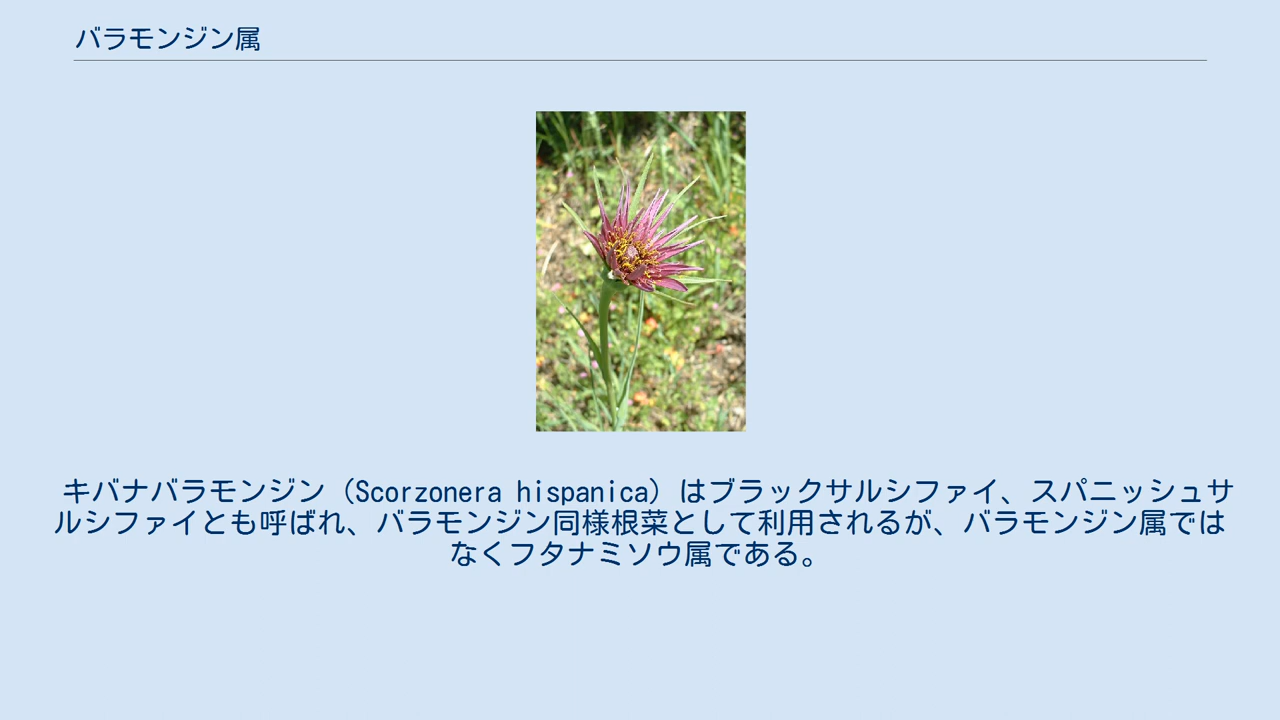 バラモンジン属
キバナバラモンジン（Scorzonera hispanica）はブラックサルシファイ、スパニッシュサ
ルシファイとも呼ばれ、バラモンジン同様根菜として利用されるが、バラモンジン属では
なくフタナミソウ属である。